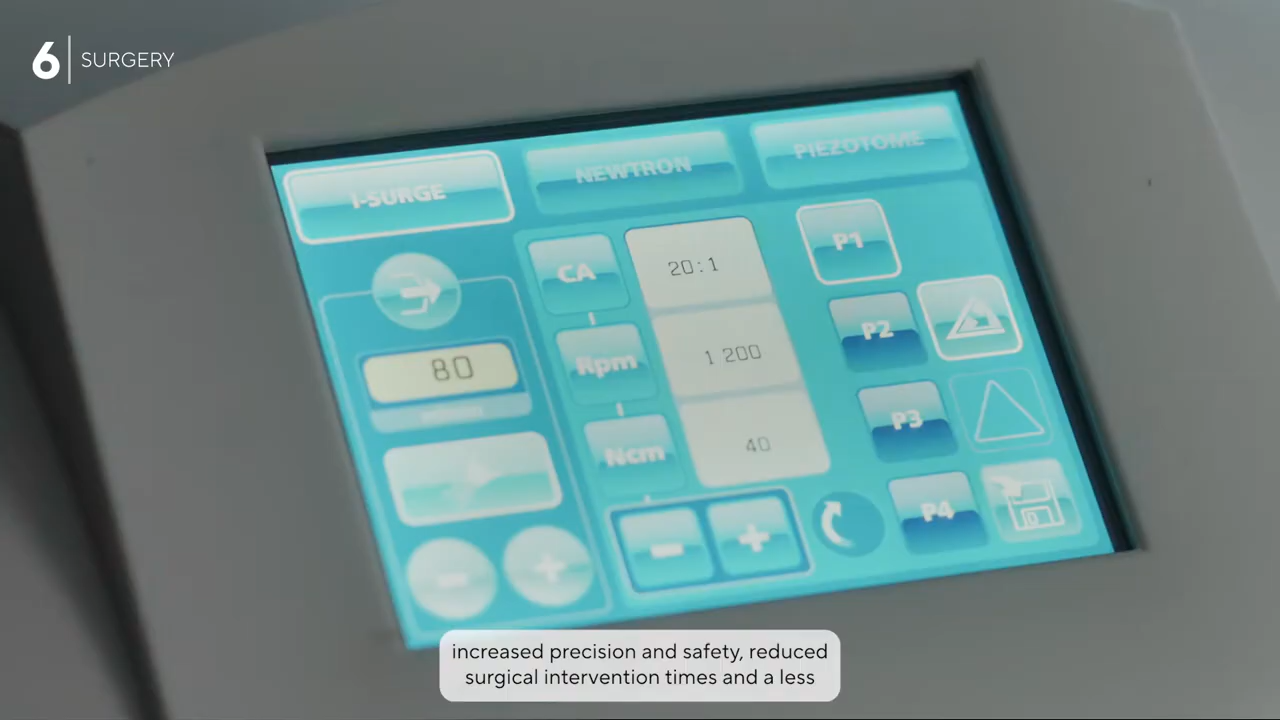 6 | SURGERY
I-SURGE
NEWTRON
PIEZOTOME
CA
20:1
P1
Rpm
1 200
P2
80
Ncm
40
P3
P4
increased precision and safety, reduced
surgical intervention times and a less